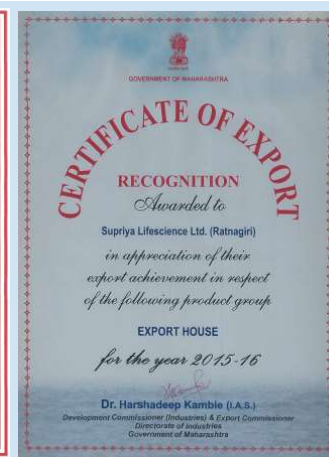 GOVERNMENT OF MAHARASHTRA
CERTIFICATE OF EXPORT
RECOGNITION
Awarded to
Supriya Lifescience Ltd. (Ratnagiri)
in appreciation of their
export achievement in respect
of the following product group
EXPORT HOUSE
for the year 2015-16
Dr. Harshadeep Kamble (I.A.S.)
Development Commissioner (Industries) & Export Commissioner
Directorate of Industries
Government of Maharashtra